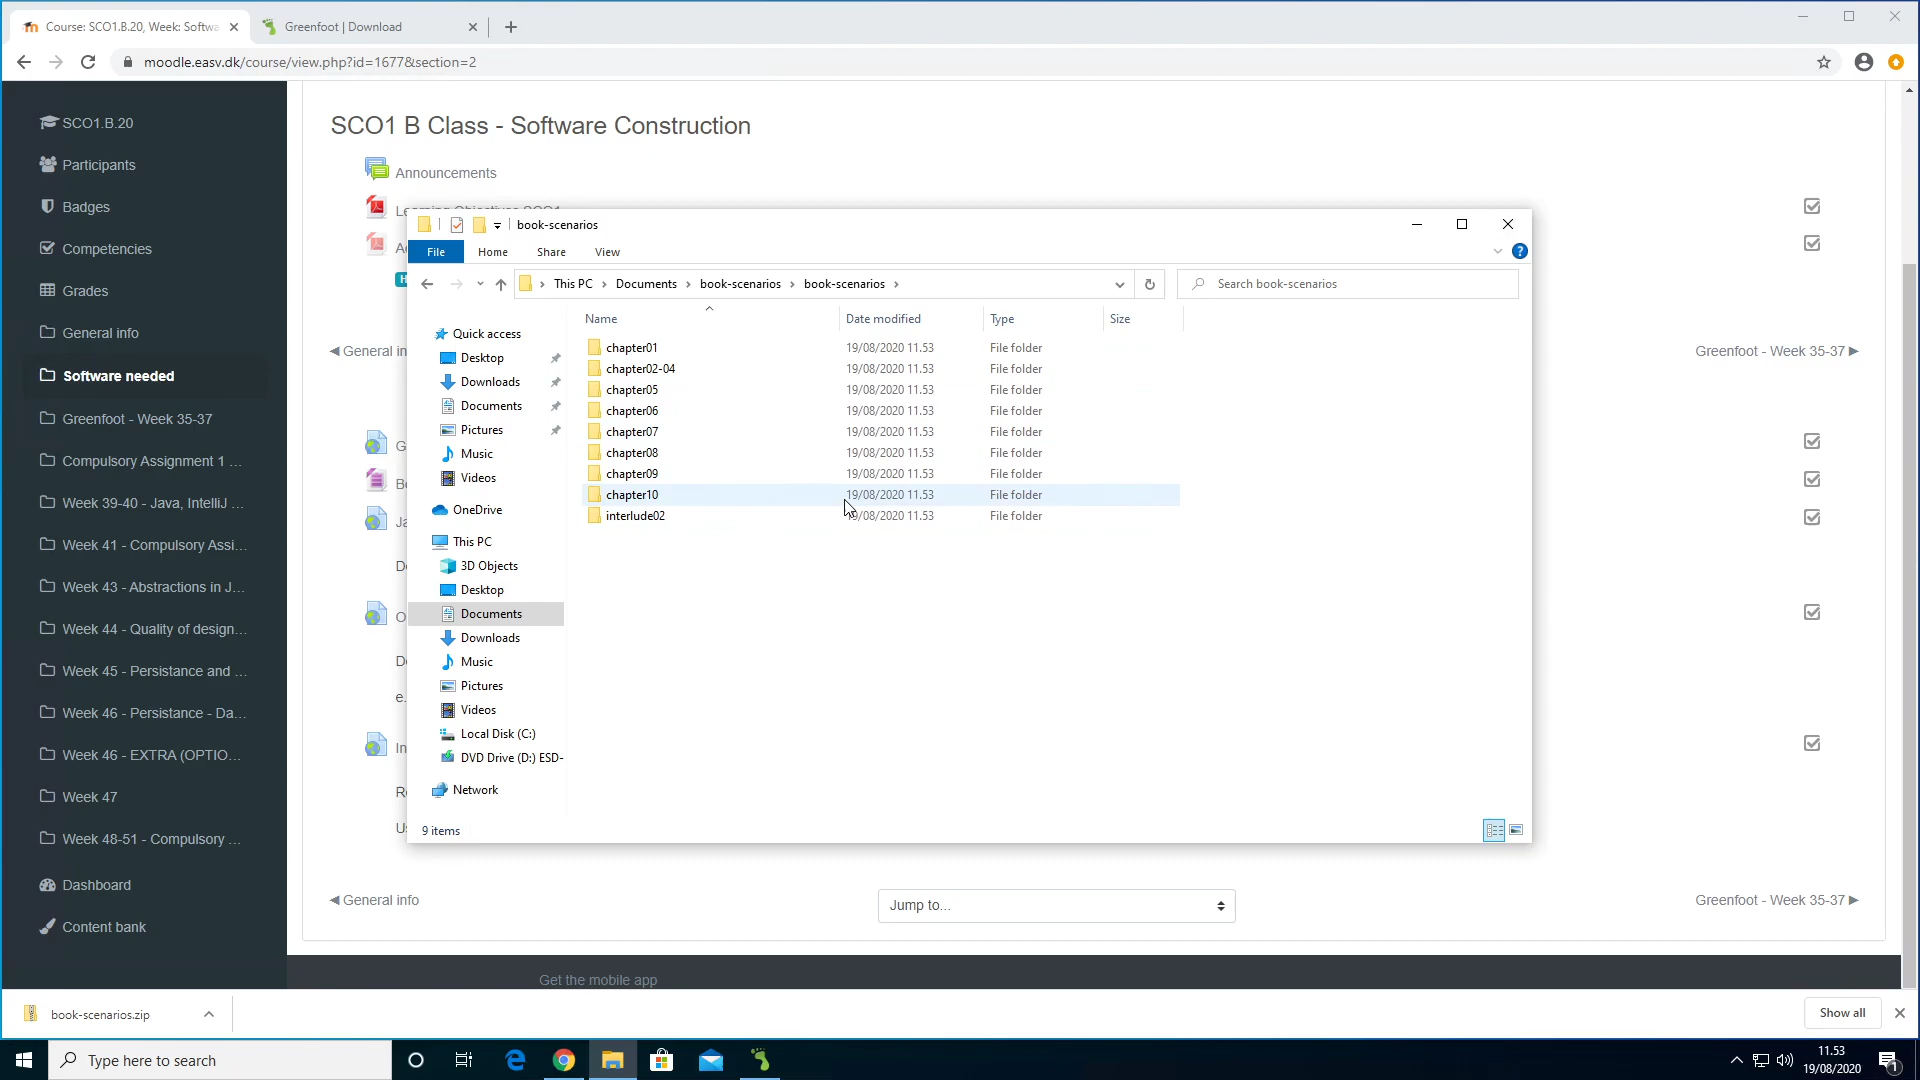 Course: SCO1.B.20, Week: Softwa
Greenfoot | Download
moodle.easv.dk/course/view.php?id=1677&section=2
SCO1.B.20
Participants
Badges
Competencies
Grades
General info
Software needed
Greenfoot - Week 35-37
Compulsory Assignment 1 ...
Week 39-40 - Java, IntelliJ ...
Week 41 - Compulsory Assi...
Week 43 - Abstractions in J...
Week 44 - Quality of design...
Week 45 - Persistance and ...
Week 46 - Persistance - Da...
Week 46 - EXTRA (OPTIO...
Week 47
Week 48-51 - Compulsory ...
Dashboard
Content bank
SCO1 B Class - Software Construction
Announcements
Learning Objectives SCO1
◀ General in
Greenfoot - Week 35-37 ▶
book-scenarios
File Home Share View
This PC > Documents > book-scenarios > book-scenarios >
Search book-scenarios
Quick access
Desktop
Downloads
Documents
Pictures
Music
Videos
OneDrive
This PC
3D Objects
Desktop
Documents
Downloads
Music
Pictures
Videos
Local Disk (C:)
DVD Drive (D:) ESD-
Network
Name Date modified Type Size
chapter01 19/08/2020 11.53 File folder
chapter02-04 19/08/2020 11.53 File folder
chapter05 19/08/2020 11.53 File folder
chapter06 19/08/2020 11.53 File folder
chapter07 19/08/2020 11.53 File folder
chapter08 19/08/2020 11.53 File folder
chapter09 19/08/2020 11.53 File folder
chapter10 19/08/2020 11.53 File folder
interlude02 19/08/2020 11.53 File folder
9 items
◀ General info
Jump to...
Greenfoot - Week 35-37 ▶
Get the mobile app
book-scenarios.zip
Show all
Type here to search
11.53
19/08/2020
1